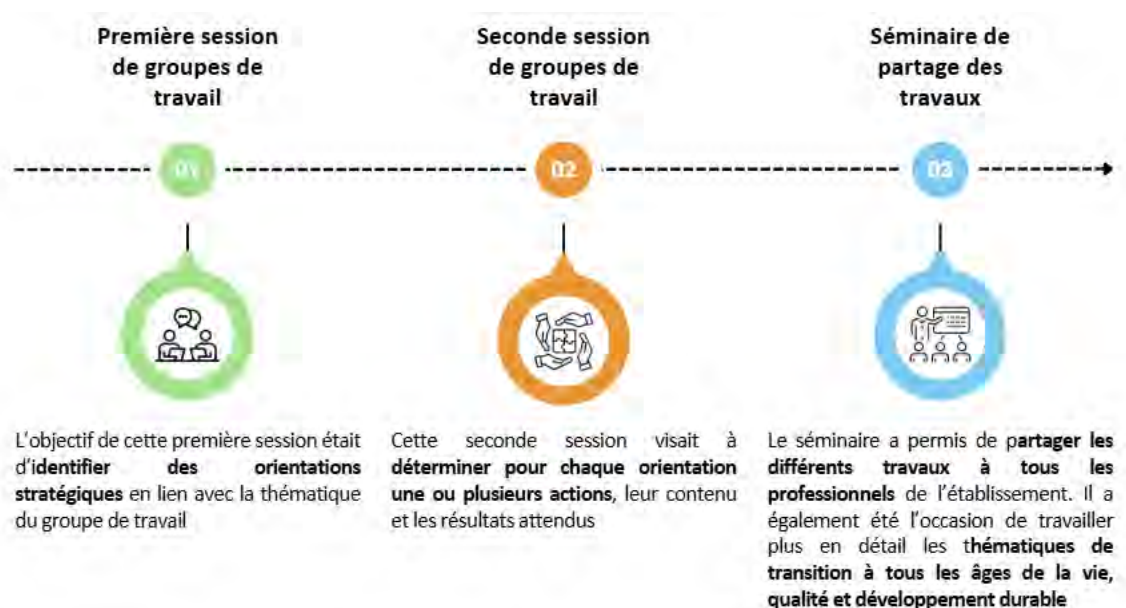 Première session
de groupes de
travail
Seconde session
de groupes de
travail
Séminaire de
partage des
travaux
01
02
03
L'objectif de cette première session était
d'identifier des orientations
stratégiques en lien avec la thématique
du groupe de travail
Cette seconde session visait à
déterminer pour chaque orientation
une ou plusieurs actions, leur contenu
et les résultats attendus
Le séminaire a permis de partager les
différents travaux à tous les
professionnels de l'établissement. Il a
également été l'occasion de travailler
plus en détail les thématiques de
transition à tous les âges de la vie,
qualité et développement durable